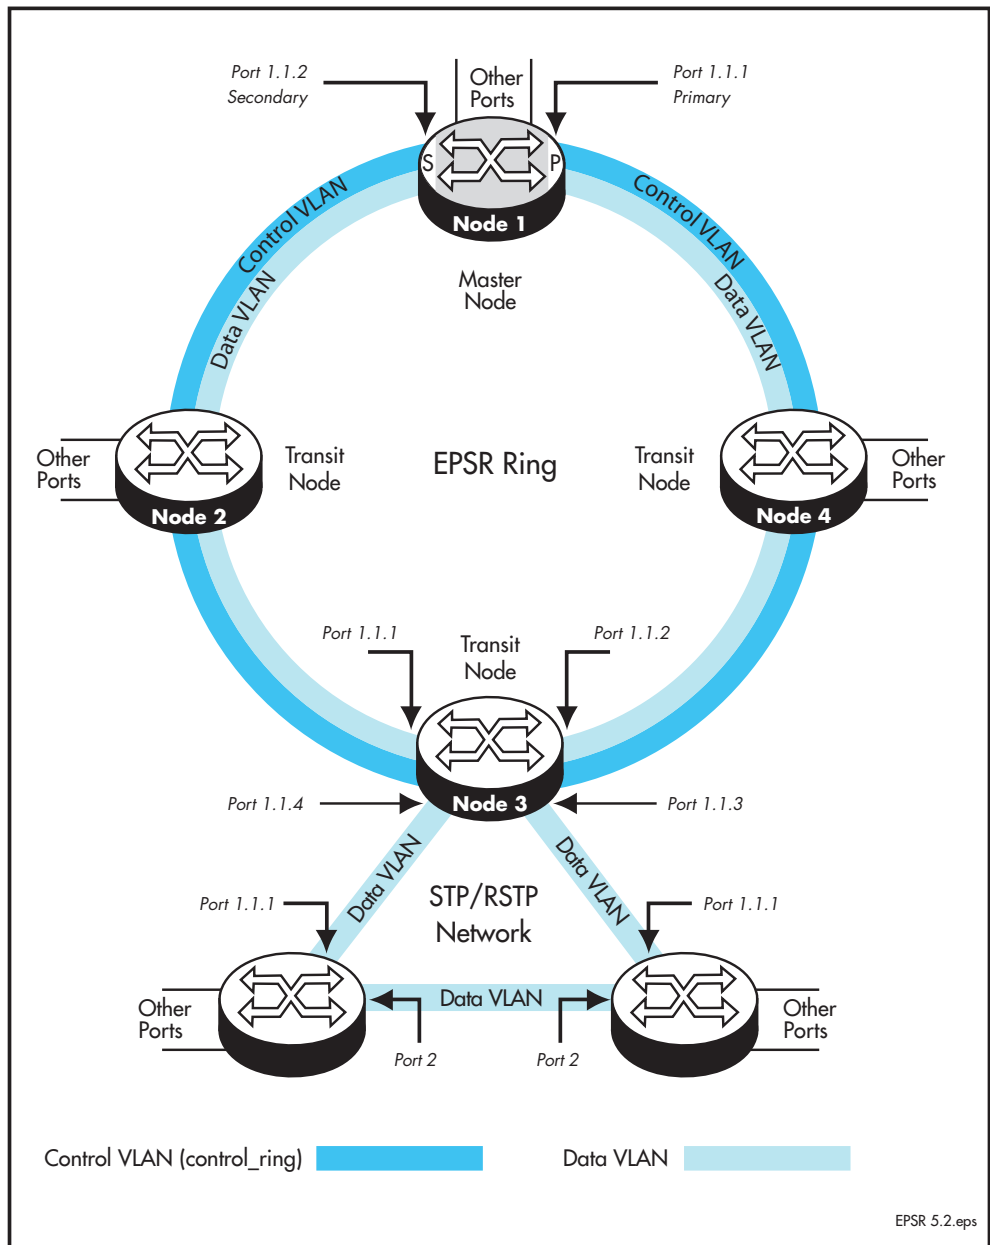 Port 1.1.2
Secondary
Other
Ports
Port 1.1.1
Primary
S
P
Node 1
Control VLAN
Data VLAN
Control VLAN
Data VLAN
Master
Node
Other
Ports
Transit
Node
EPSR Ring
Transit
Node
Other
Ports
Node 2
Node 4
Port 1.1.1
Transit
Node
Port 1.1.2
Node 3
Port 1.1.4
Port 1.1.3
Data VLAN
Data VLAN
STP/RSTP
Network
Port 1.1.1
Port 1.1.1
Other
Ports
Data VLAN
Other
Ports
Port 2
Port 2
Control VLAN (control_ring)
Data VLAN
EPSR 5.2.eps